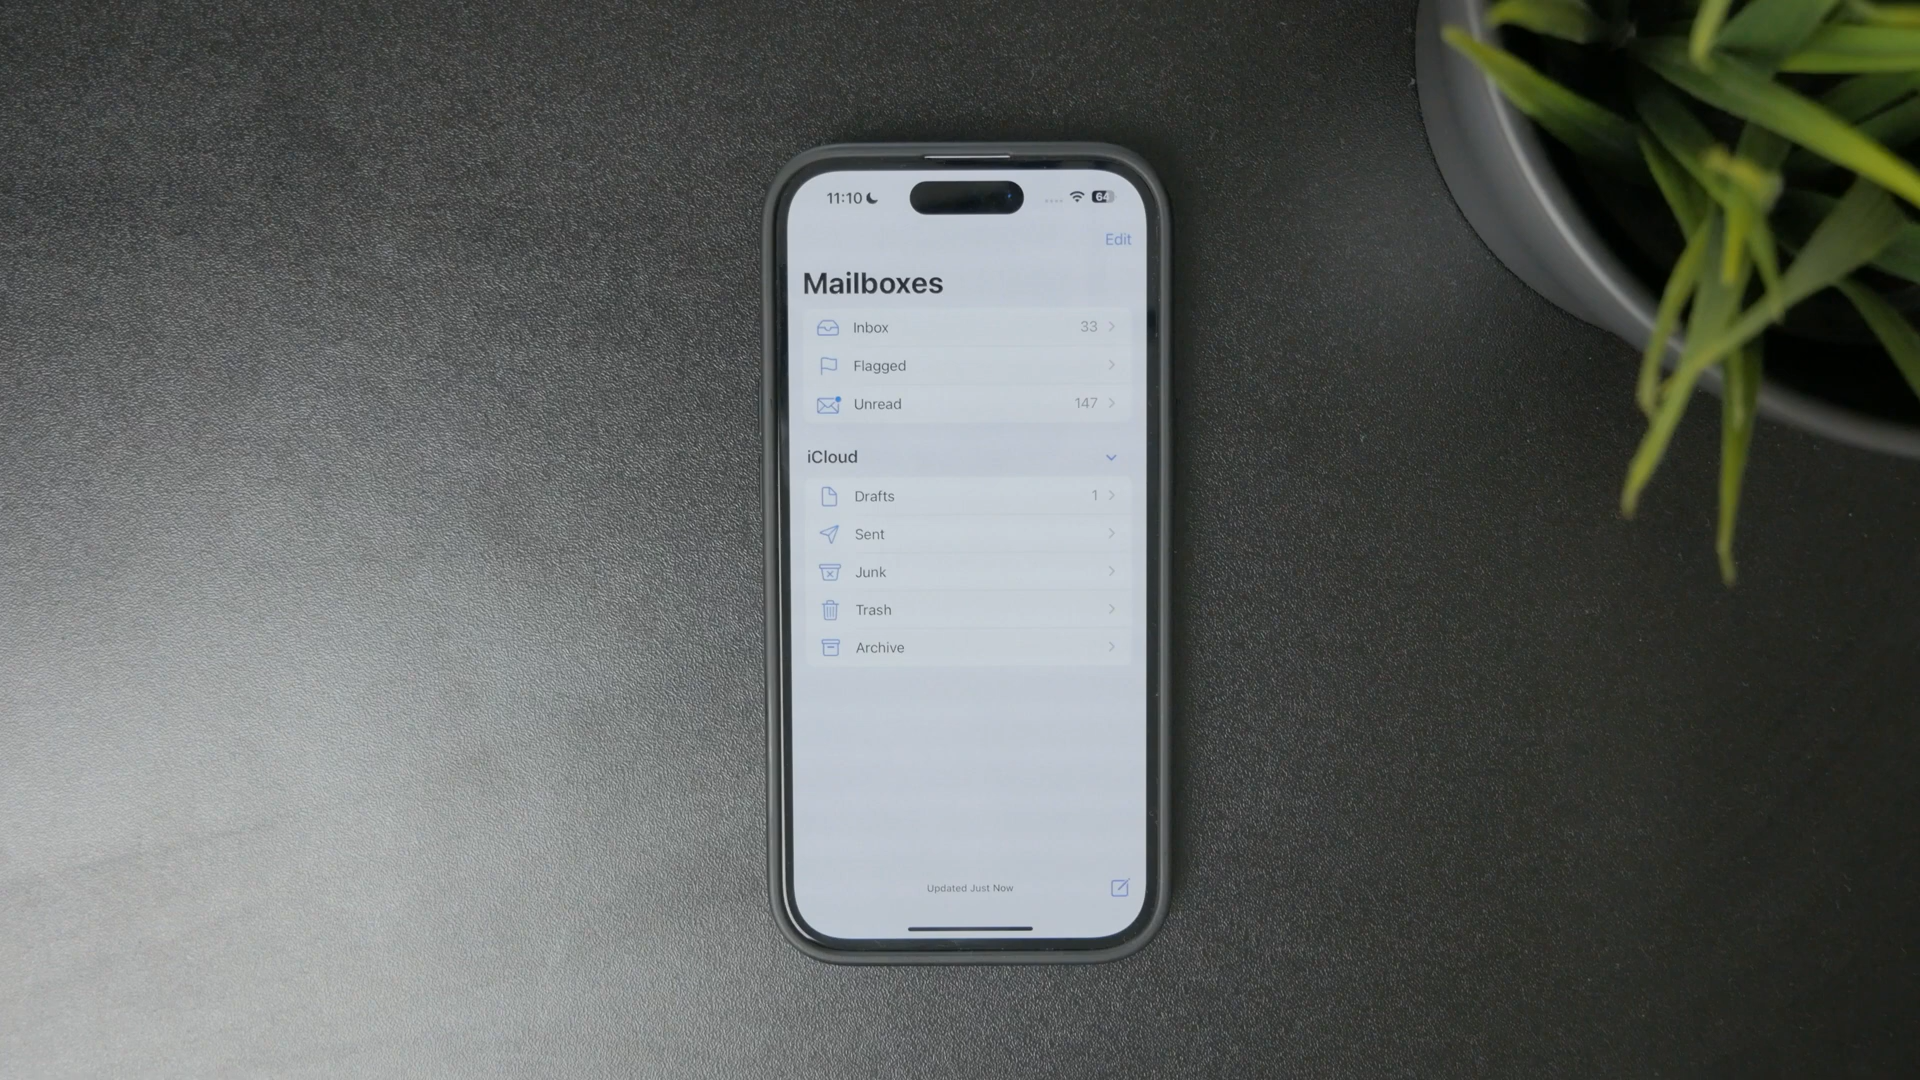 11:10 64
Edit
Mailboxes
Inbox 33
Flagged
Unread 147
iCloud
Drafts 1
Sent
Junk
Trash
Archive
Updated Just Now